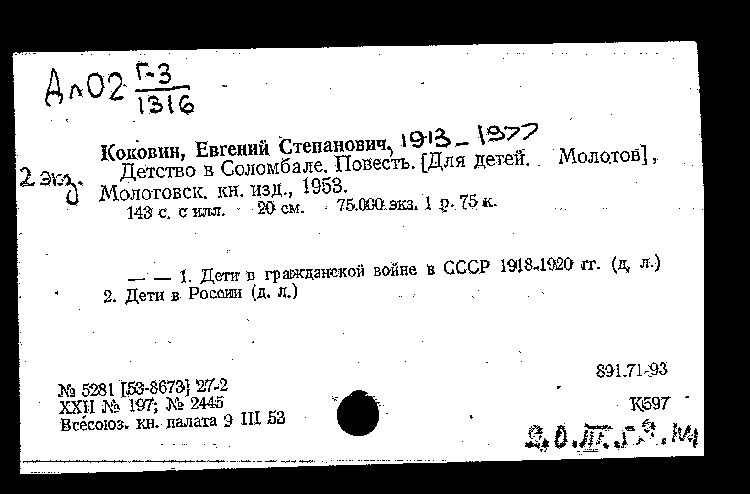 Дл02 Г-3
1316
Коковин, Евгений Степанович, 1913 – 1977
2 экз. Детство в Соломбале. Повесть. [Для детей. Молотов],
Молотовск. кн. изд., 1953.
143 с. с илл. 20 см. 75.000 экз. 1 р. 75 к.
— — 1. Дети в гражданской войне в СССР 1918-1920 гг. (д. л.)
2. Дети в России (д. л.)
891.71-93
№ 5281 [53-8673] 27-2
XXII № 197; № 2445
К597
Всесоюз. кн. палата 9 III 53